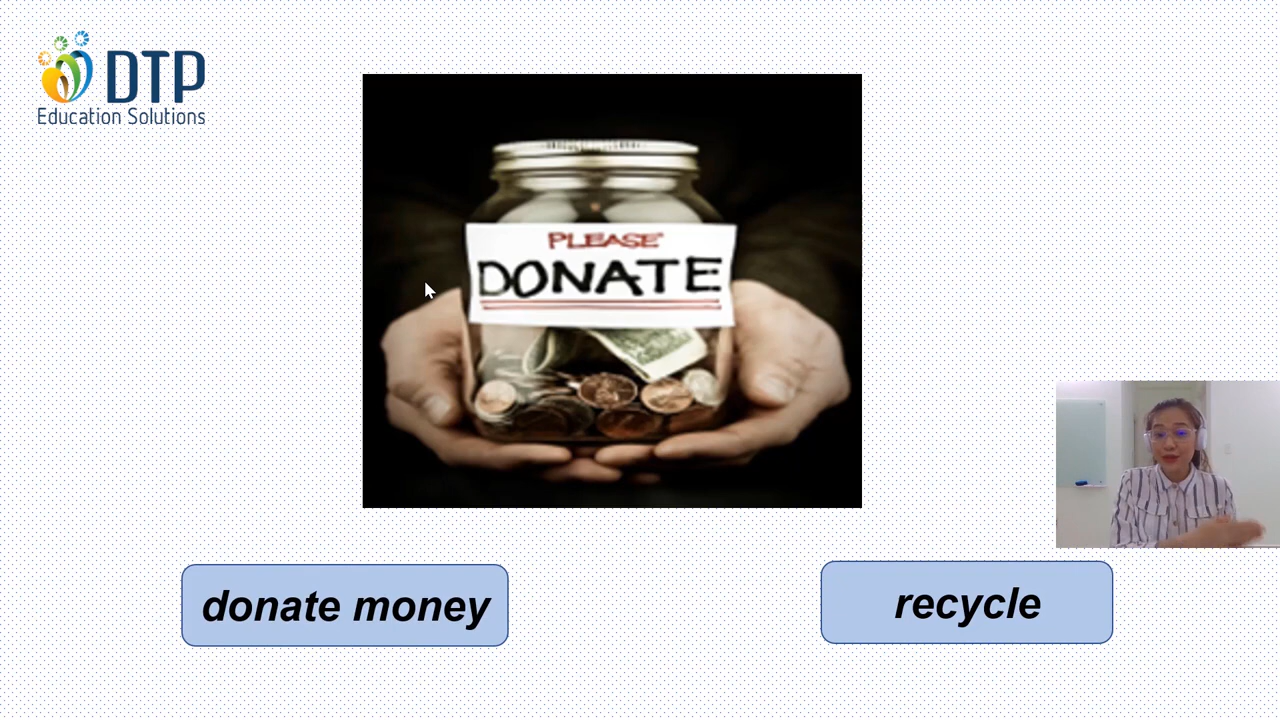 DTP
Education Solutions
PLEASE
DONATE
donate money
recycle